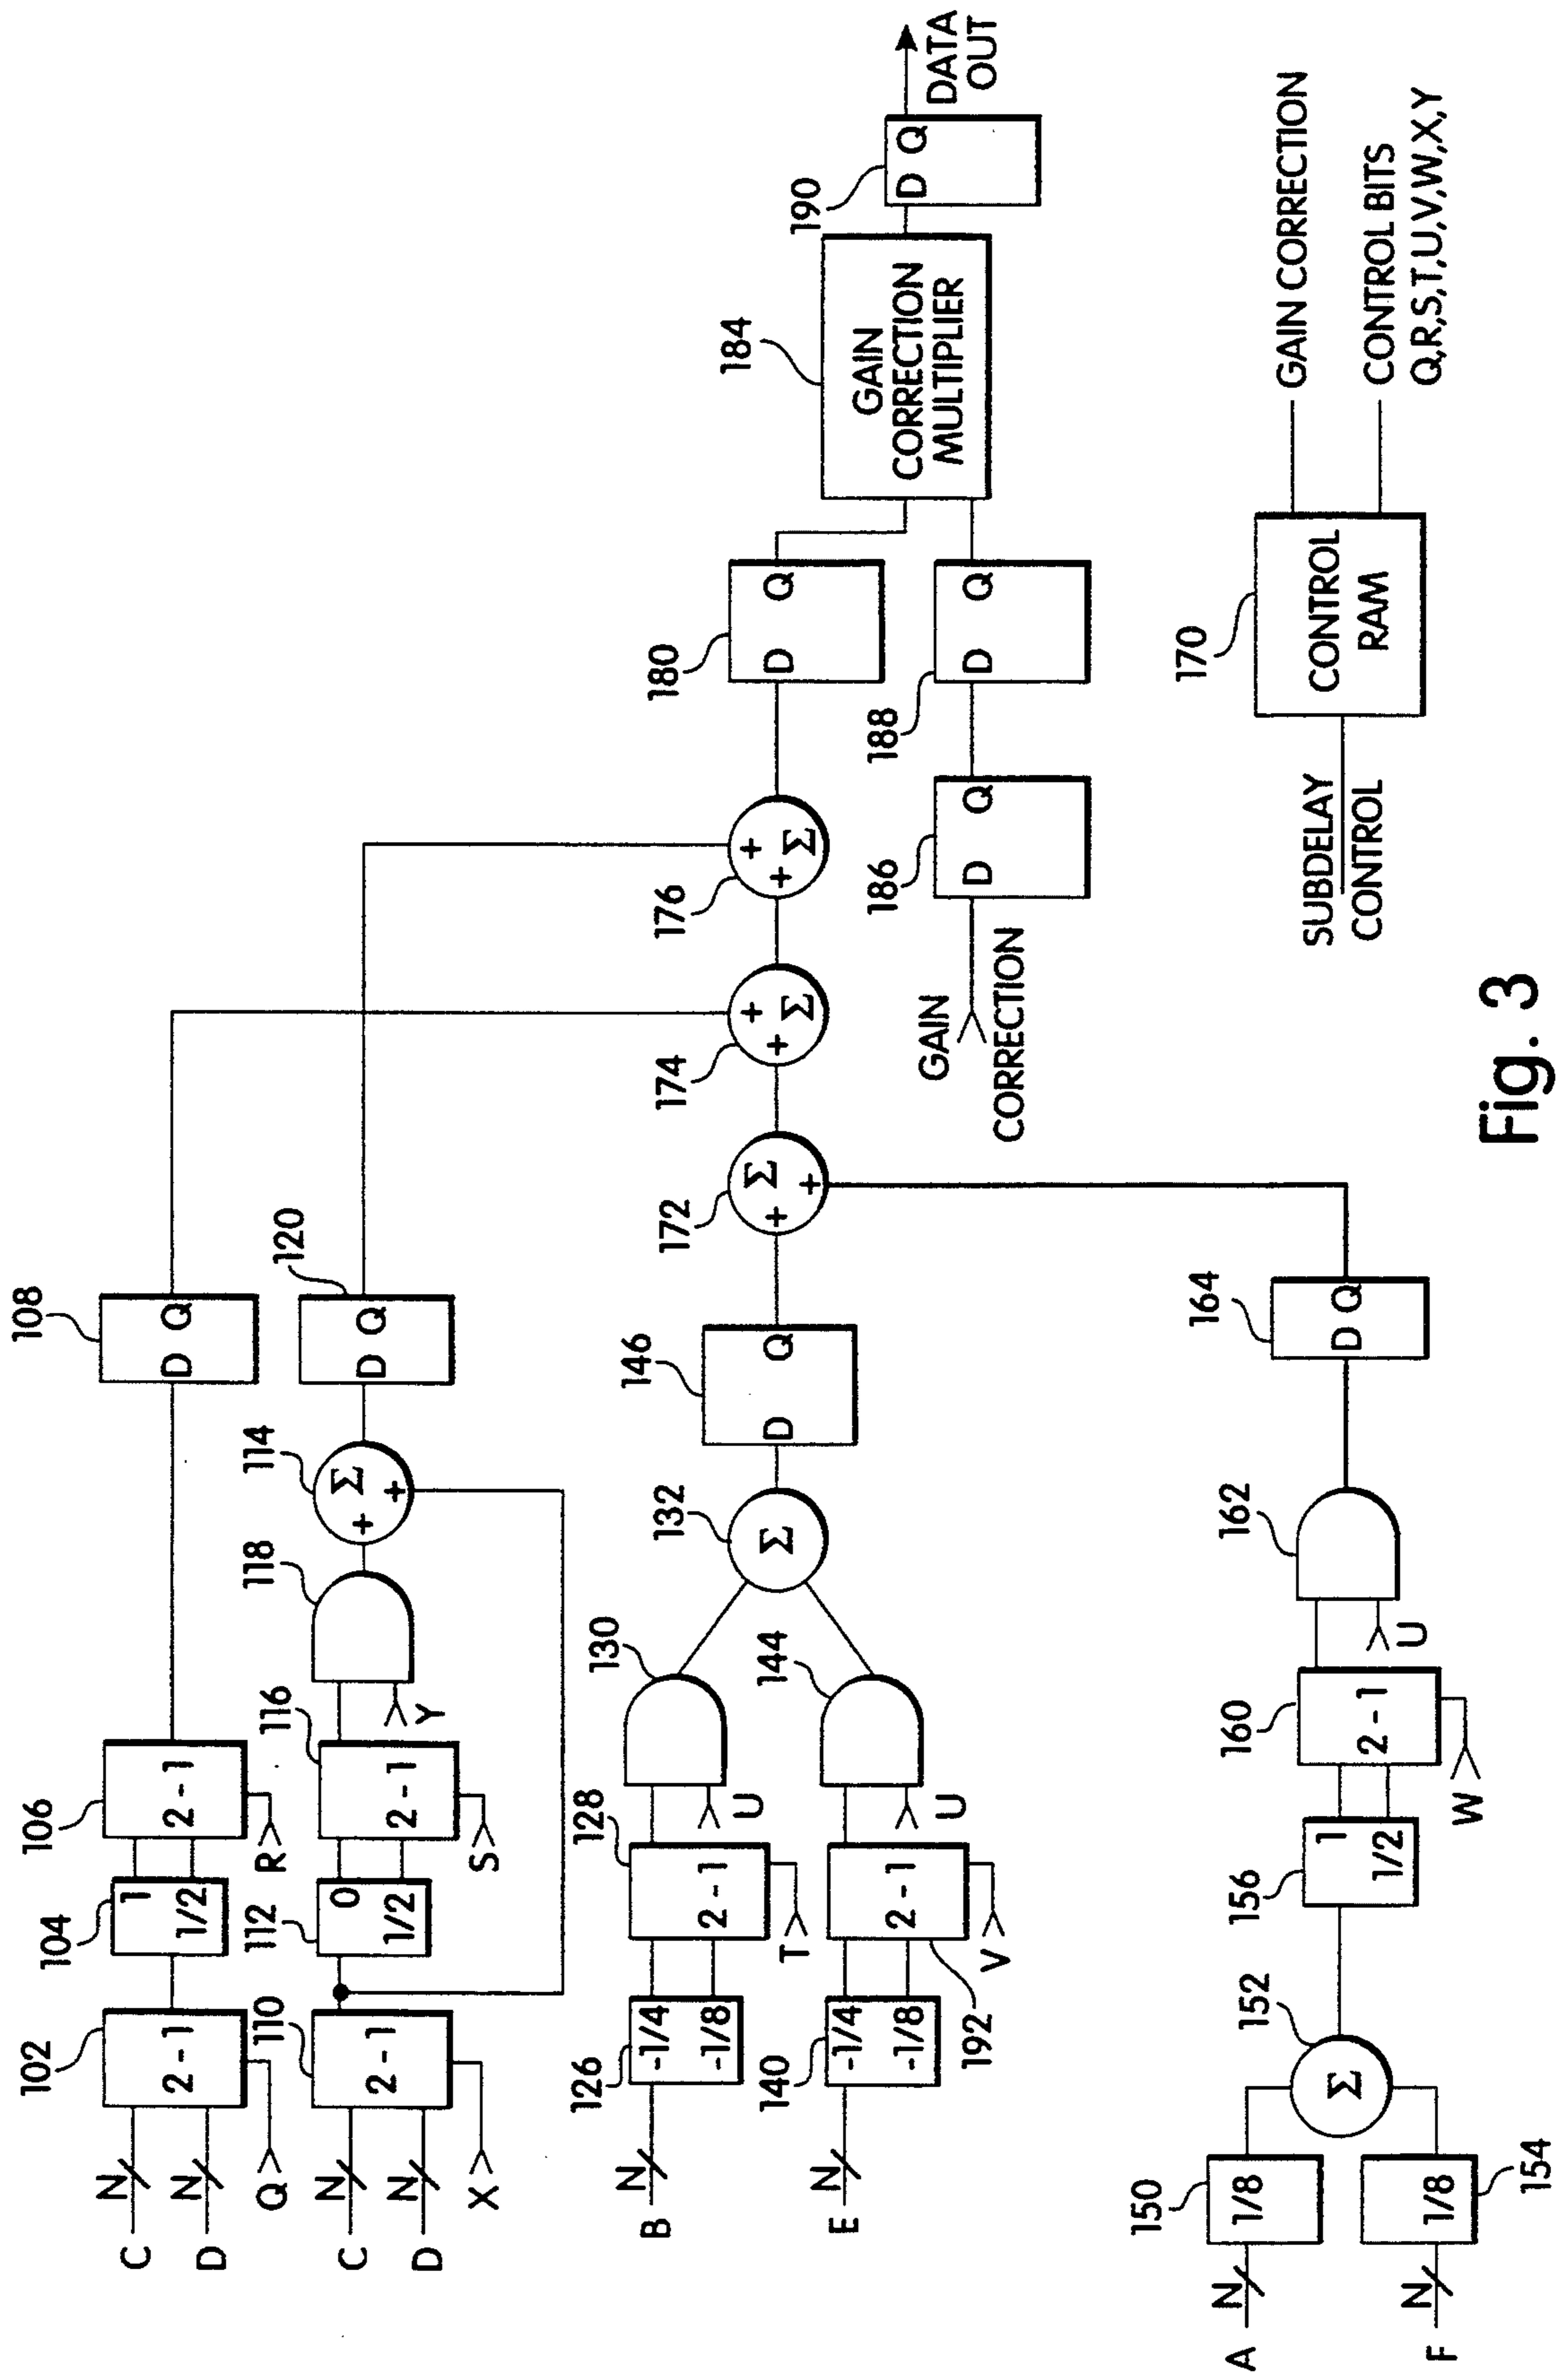 C
N
D
N
Q
102
2 - 1
104
1
1/2
106
2 - 1
R
108
D Q
C
N
D
N
X
110
2 - 1
112
0
1/2
116
2 - 1
S
118
Y
114
+ Σ
+
120
D Q
B
N
126
-1/4
-1/8
128
2 - 1
T
130
U
E
N
140
-1/4
-1/8
192
2 - 1
V
144
U
132
Σ
146
D Q
172
+ Σ
+
174
+
+ Σ
176
+
+ Σ
180
D Q
GAIN
CORRECTION
186
D Q
188
D Q
184
GAIN
CORRECTION
MULTIPLIER
190
D Q
DATA
OUT
A
N
150
1/8
F
N
154
1/8
152
Σ
156
1
1/2
160
2 - 1
W
162
U
164
D Q
SUBDELAY
CONTROL
170
CONTROL
RAM
GAIN CORRECTION
CONTROL BITS
Q,R,S,T,U,V,W,X,Y
Fig. 3